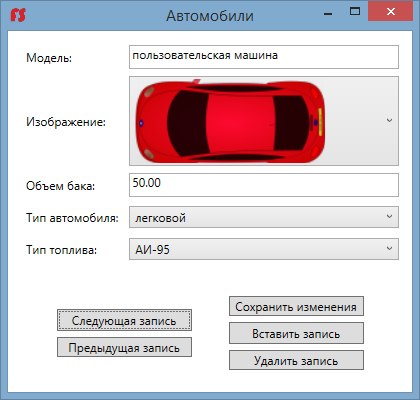 Автомобили
Модель:
пользовательская машина
Изображение:
Объем бака:
50.00
Тип автомобиля:
легковой
Тип топлива:
АИ-95
Следующая запись
Предыдущая запись
Сохранить изменения
Вставить запись
Удалить запись